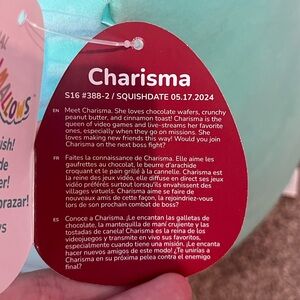 Charisma
S16 #388-2 / SQUISHDATE 05.17.2024
EN Meet Charisma. She loves chocolate wafers, crunchy
peanut butter, and cinnamon toast! Charisma is the
queen of video games and live-streams her favorite
ones, especially when they go on missions. She
loves making new friends this way! Would you join
Charisma on the next boss fight?
FR Faites la connaissance de Charisma. Elle aime les
gaufrettes au chocolat, le beurre d'arachide
croquant et le pain grillé à la cannelle. Charisma est
la reine des jeux vidéo, elle diffuse en direct ses jeux
vidéo préférés surtout lorsqu'ils envahissent des
villages virtuels. Charisma aime se faire de
nouveaux amis de cette façon, la rejoindriez-vous
lors de son prochain combat de boss?
ES Conoce a Charisma. ¡Le encantan las galletas de
chocolate, la mantequilla de maní crujiente y las
tostadas de canela! Charisma es la reina de los
videojuegos y transmite en vivo sus favoritos,
especialmente cuando tiene una misión. ¡Le encanta
hacer nuevos amigos de este modo! ¿Te unirías a
Charisma en su próxima pelea contra el enemigo
final?
MALLOWS
ish!
de
er!
brazar!
ys